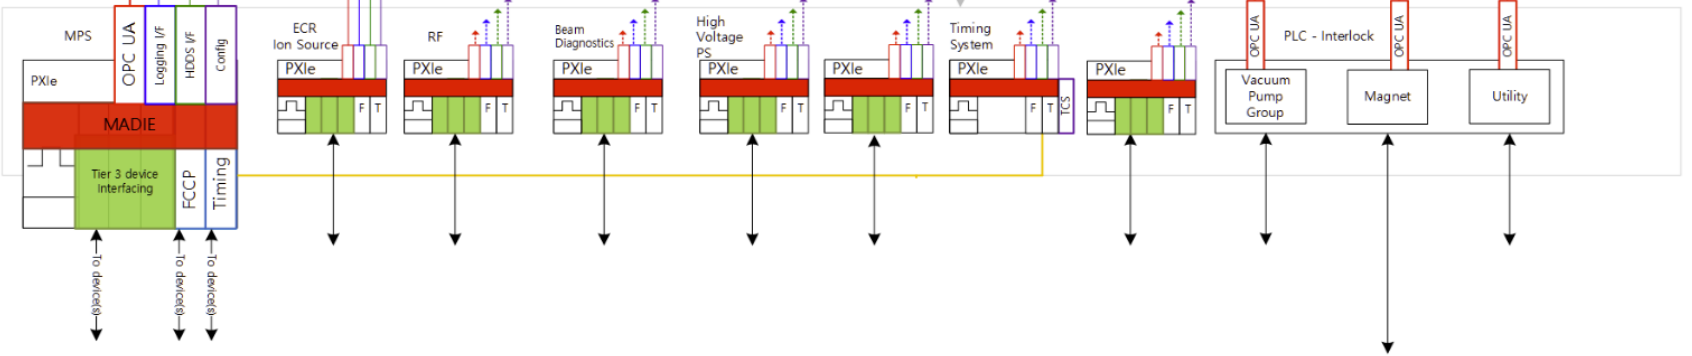 MPS
PXIe
OPC UA
Logging I/F
HDDS I/F
Config
MADIE
Tier 3 device
Interfacing
FCCP
Timing
To device(s)
To device(s)
To device(s)
ECR
Ion Source
PXIe
F
T
RF
PXIe
F
T
Beam
Diagnostics
PXIe
F
T
High
Voltage
PS
PXIe
F
T
PXIe
F
T
Timing
System
PXIe
F
T
TCS
PXIe
F
T
OPC UA
PLC - Interlock
OPC UA
OPC UA
Vacuum
Pump
Group
Magnet
Utility